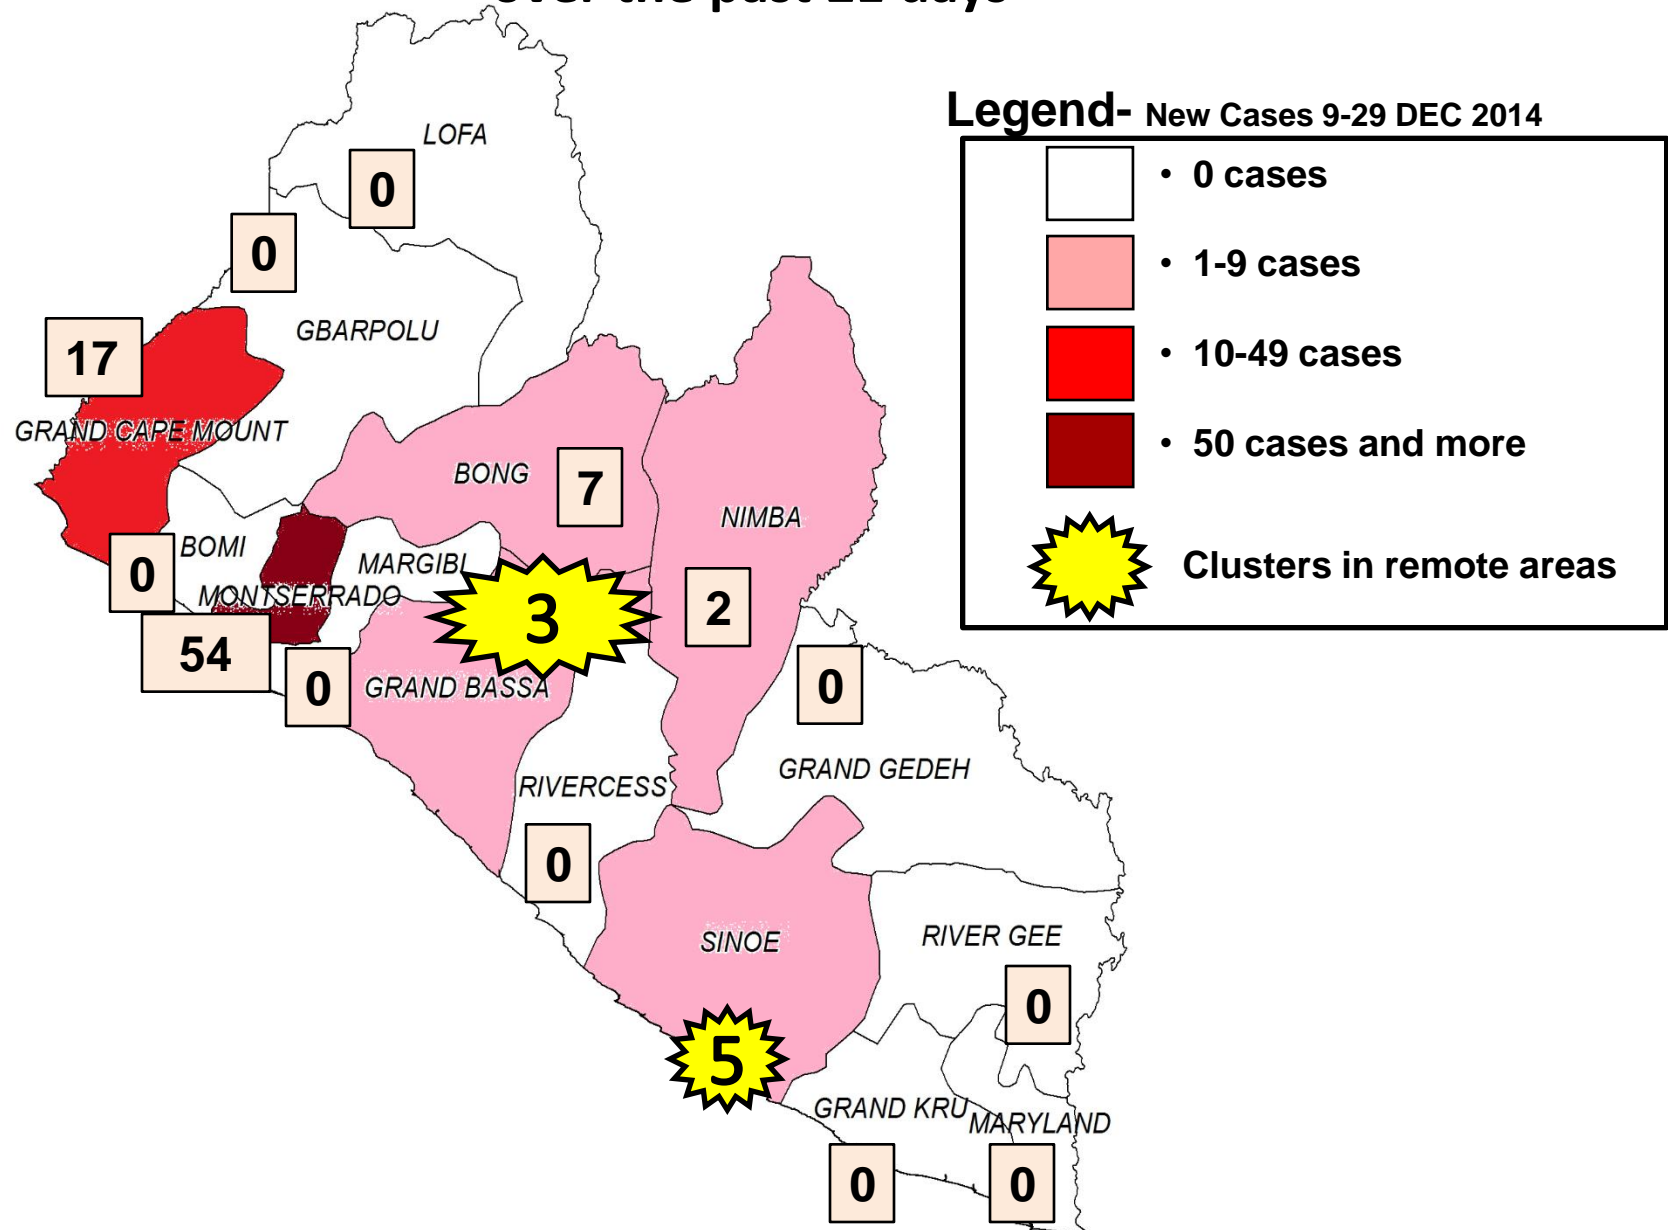 Legend- New Cases 9-29 DEC 2014
• 0 cases
• 1-9 cases
• 10-49 cases
• 50 cases and more
Clusters in remote areas
LOFA
0
0
GBARPOLU
17
GRAND CAPE MOUNT
BONG
7
NIMBA
BOMI
0
MARGIBI
MONTSERRADO
3
2
54
0
GRAND BASSA
0
GRAND GEDEH
RIVERCESS
0
SINOE
RIVER GEE
0
5
GRAND KRU
MARYLAND
0
0